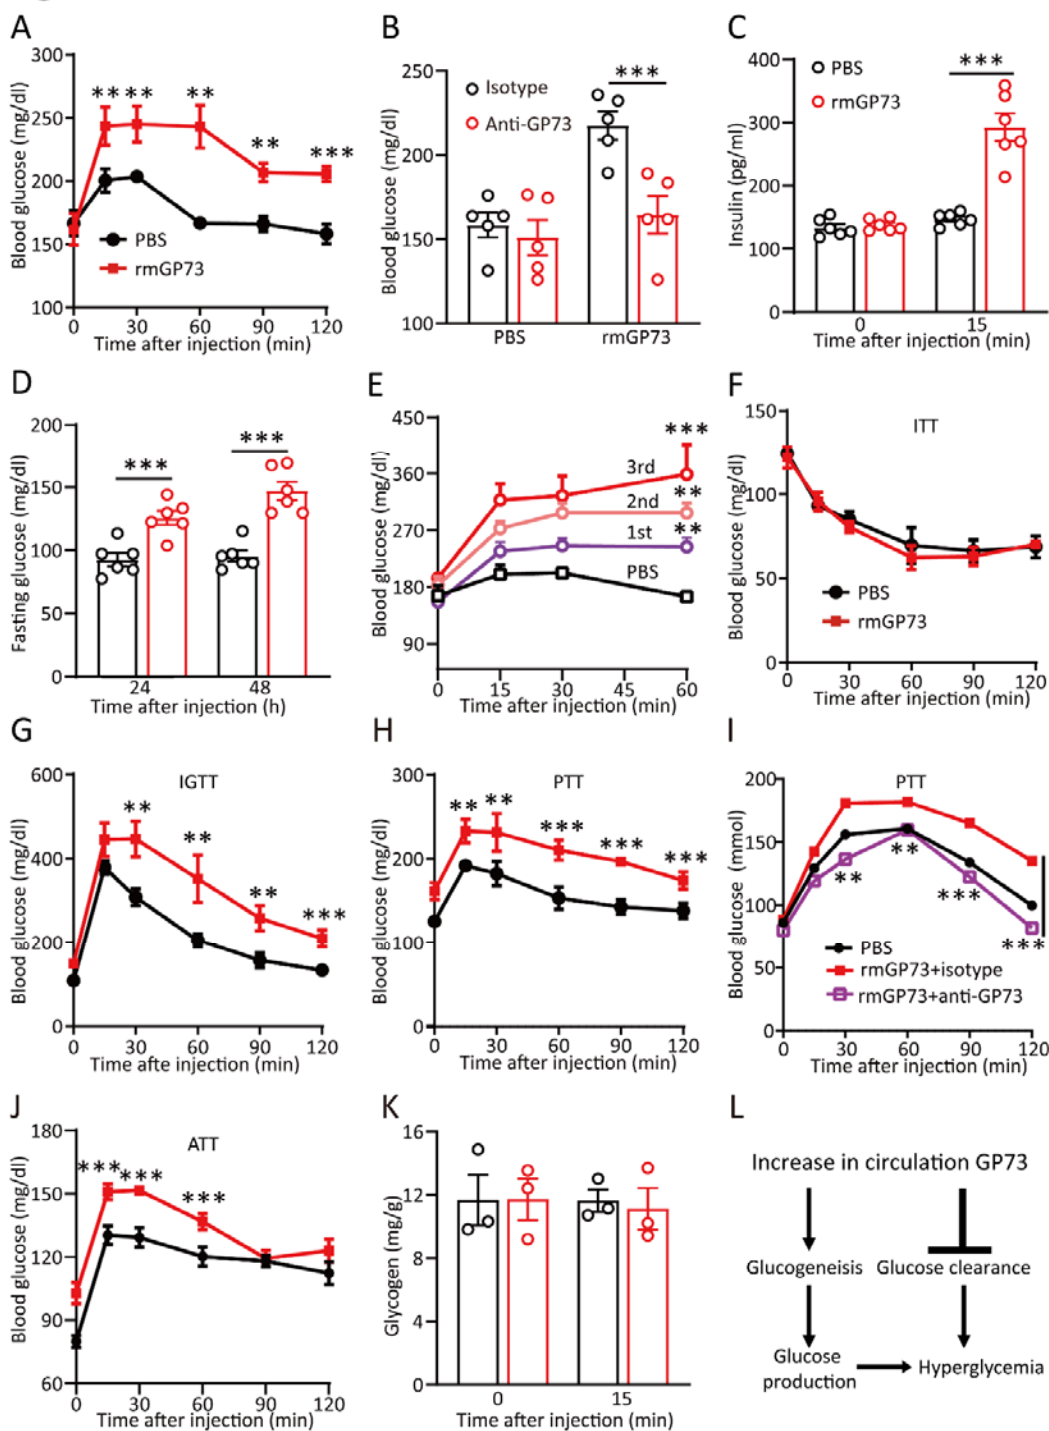 A
300
250
200
150
100
Blood glucose (mg/dl)
** ** **
**
***
PBS
rmGP73
0 30 60 90 120
Time after injection (min)
B
250
200
150
100
Blood glucose (mg/dl)
Isotype
Anti-GP73
***
PBS rmGP73
C
400
300
200
100
0
Insulin (pg/ml)
PBS
rmGP73
***
0 15
Time after injection (min)
D
200
150
100
50
0
Fasting glucose (mg/dl)
***
***
24 48
Time after injection (h)
E
450
360
270
180
90
Blood glucose (mg/dl)
***
3rd
**
2nd
**
1st
PBS
0 15 30 45 60
Time after injection (min)
F
150
100
50
0
Blood glucose (mg/dl)
ITT
PBS
rmGP73
0 30 60 90 120
Time after injection (min)
G
600
400
200
0
Blood glucose (mg/dl)
IGTT
**
**
**
***
0 30 60 90 120
Time afte injection (min)
H
300
200
100
0
Blood glucose (mg/dl)
PTT
** **
***
***
***
0 30 60 90 120
Time after injection (min)
I
200
150
100
50
0
Blood glucose (mmol)
PTT
**
**
***
***
PBS
rmGP73+isotype
rmGP73+anti-GP73
0 30 60 90 120
Time after injection (min)
J
180
150
120
90
60
Blood glucose (mg/dl)
ATT
***
***
***
0 30 60 90 120
Time after injection (min)
K
16
12
8
4
0
Glycogen (mg/g)
0 15
Time after injection (min)
L
Increase in circulation GP73
Glucogeneisis Glucose clearance
Glucose
production
Hyperglycemia